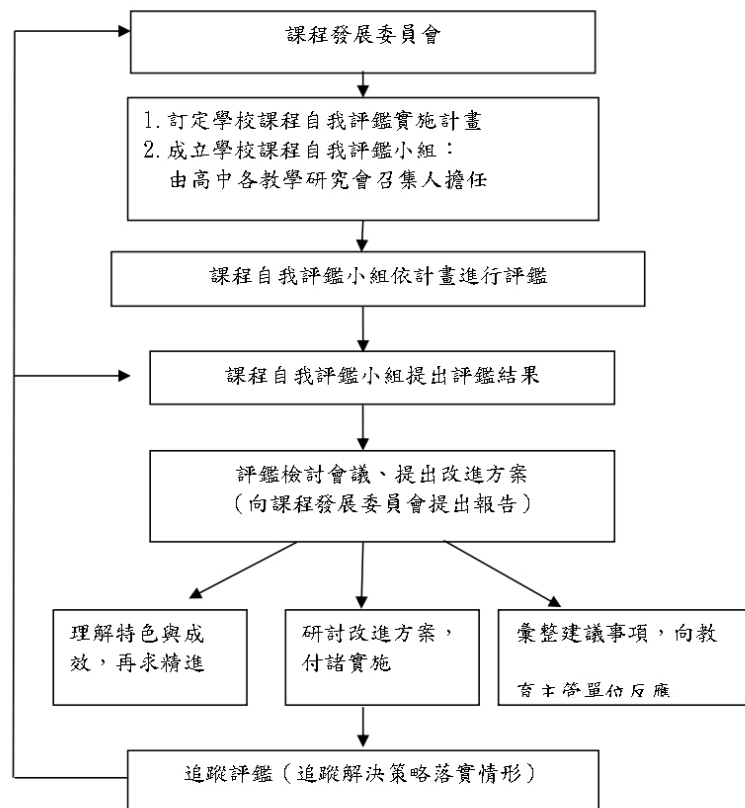 課程發展委員會
1.訂定學校課程自我評鑑實施計畫
2.成立學校課程自我評鑑小組：
由高中各教學研究會召集人擔任
課程自我評鑑小組依計畫進行評鑑
課程自我評鑑小組提出評鑑結果
評鑑檢討會議、提出改進方案
(向課程發展委員會提出報告)
理解特色與成
效，再求精進
研討改進方案，
付諸實施
彙整建議事項，向教
育主管單位反應
追蹤評鑑(追蹤解決策略落實情形)